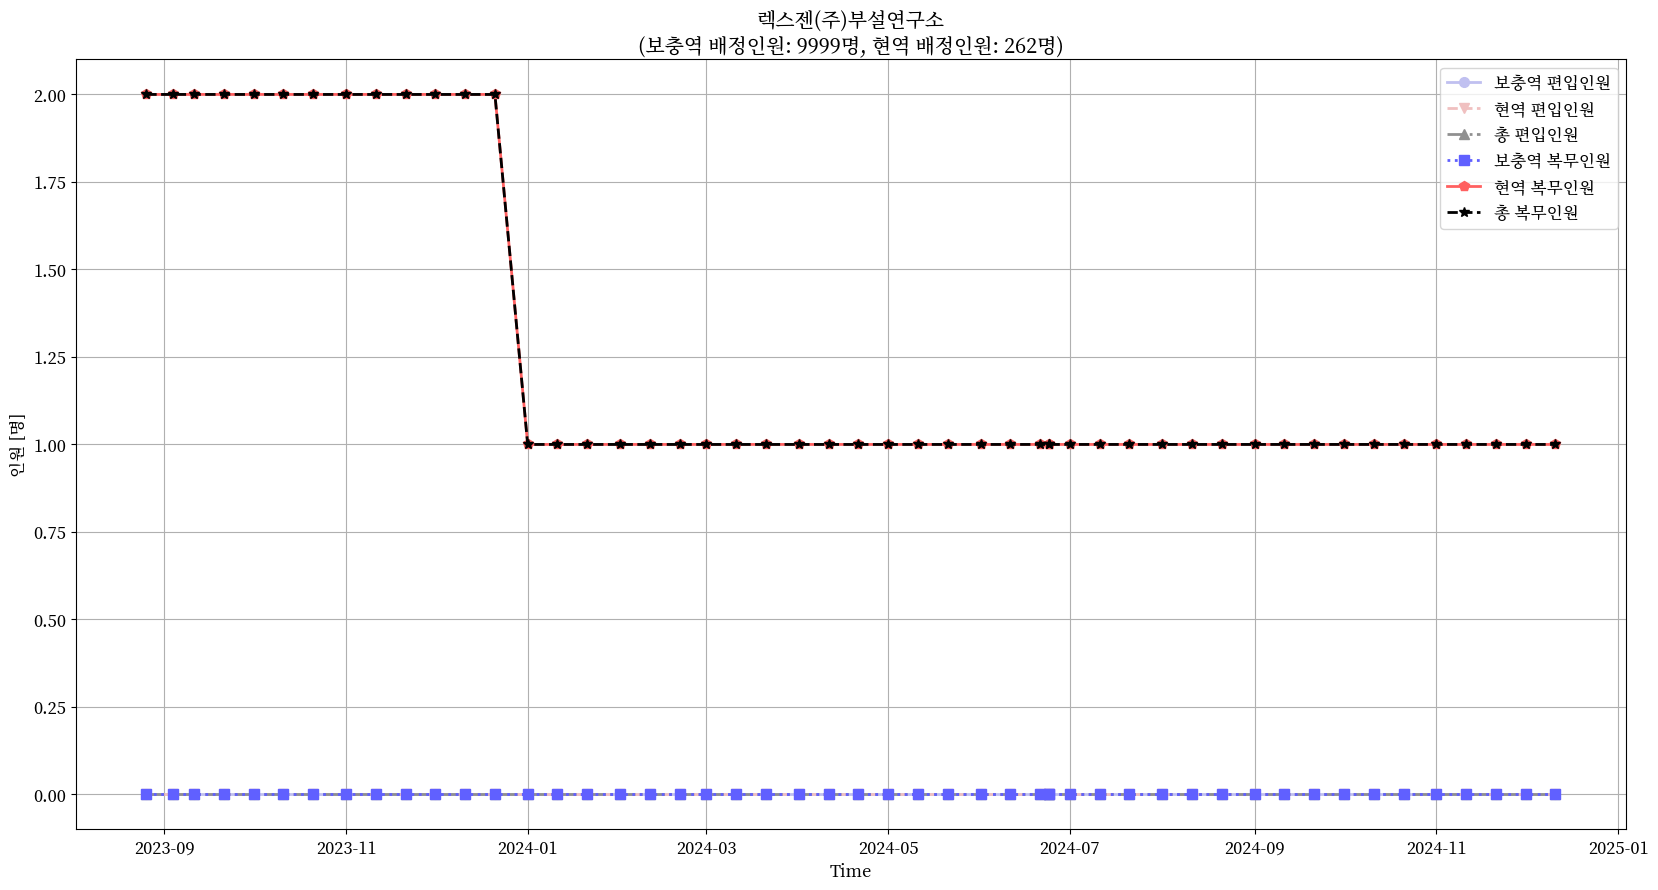 렉스젠(주)부설연구소
(보충역 배정인원: 9999명, 현역 배정인원: 262명)
보충역 편입인원
현역 편입인원
총 편입인원
보충역 복무인원
현역 복무인원
총 복무인원
인원 [명]
2.00
1.75
1.50
1.25
1.00
0.75
0.50
0.25
0.00
2023-09 2023-11 2024-01 2024-03 2024-05 2024-07 2024-09 2024-11 2025-01
Time